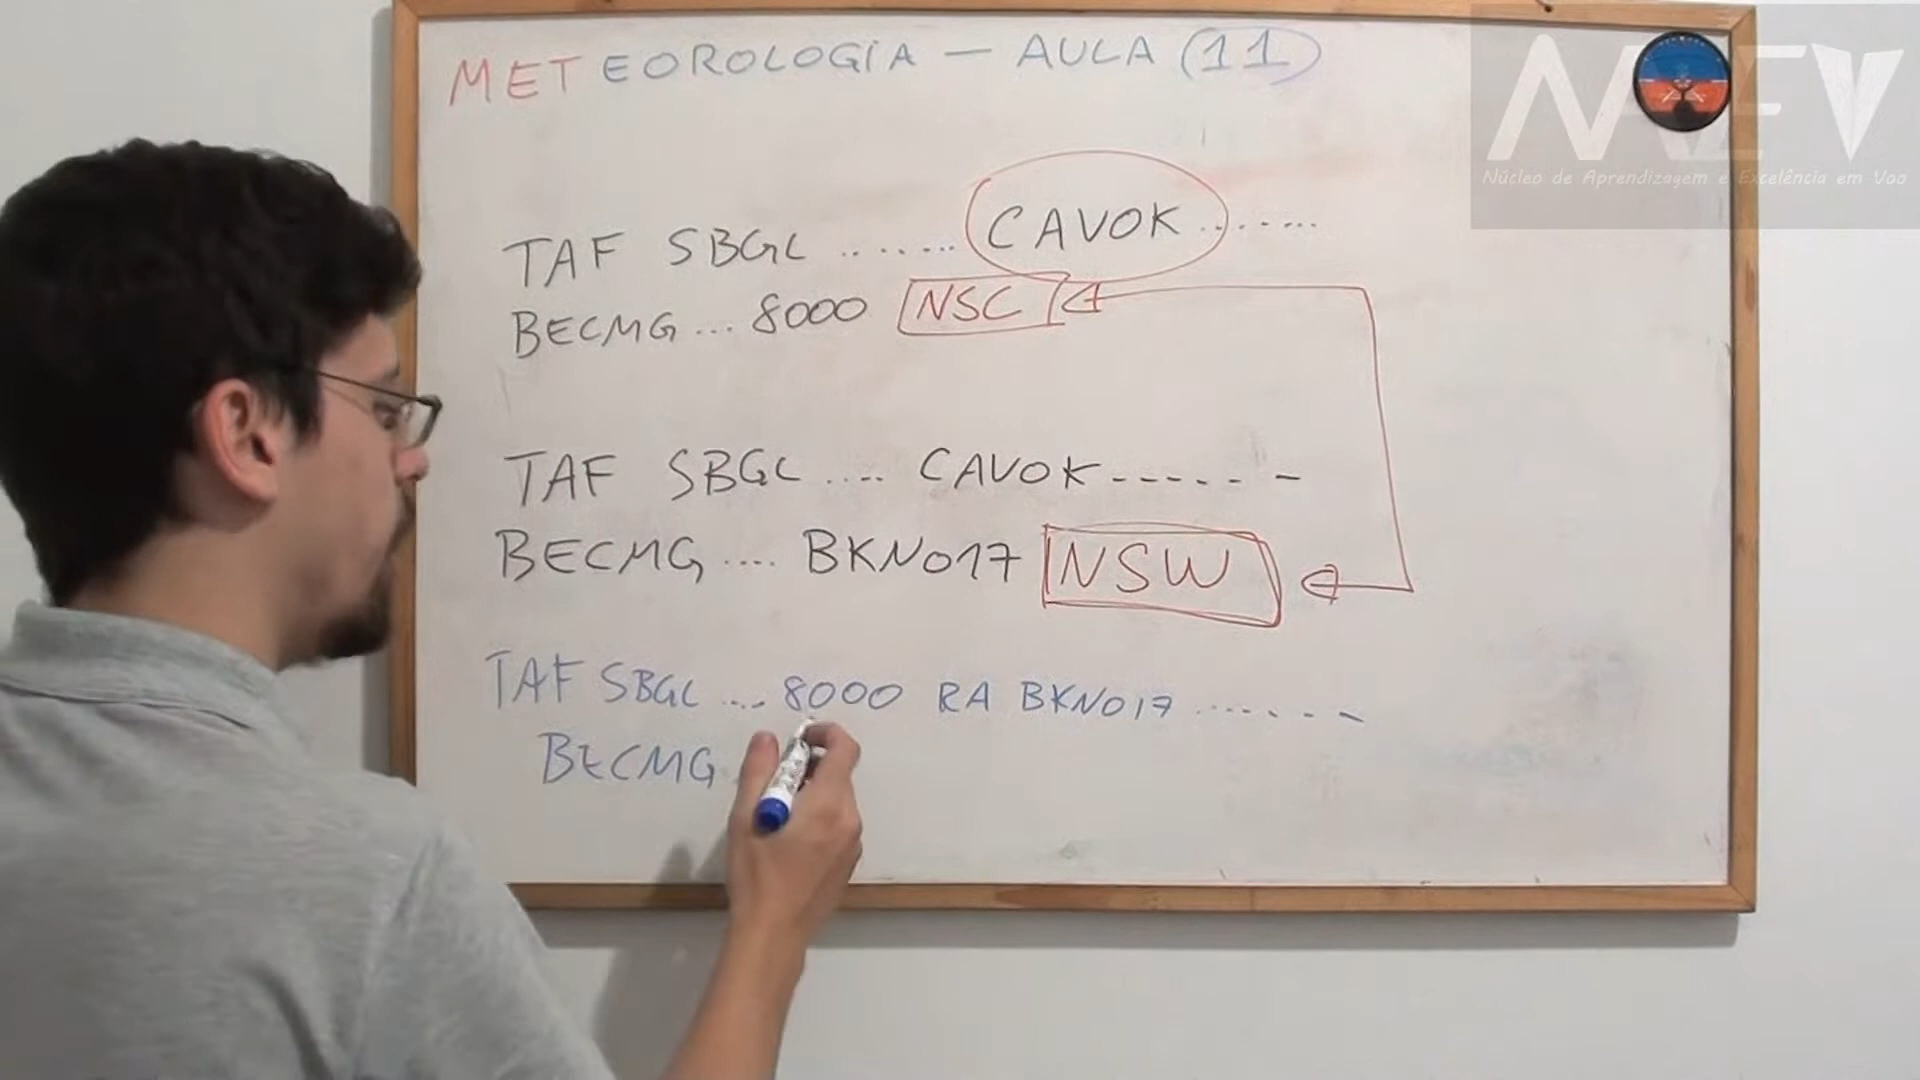 METEOROLOGIA — AULA (11)
NAEV
Núcleo de Aprendizagem e Excelência em Voo
TAF SBGL ....... CAVOK .......
BECMG ... 8000 NSC
TAF SBGL .... CAVOK ------
BECMG .... BKN017 NSW
TAF SBGL .... 8000 RA BKN017 -------
BECMG